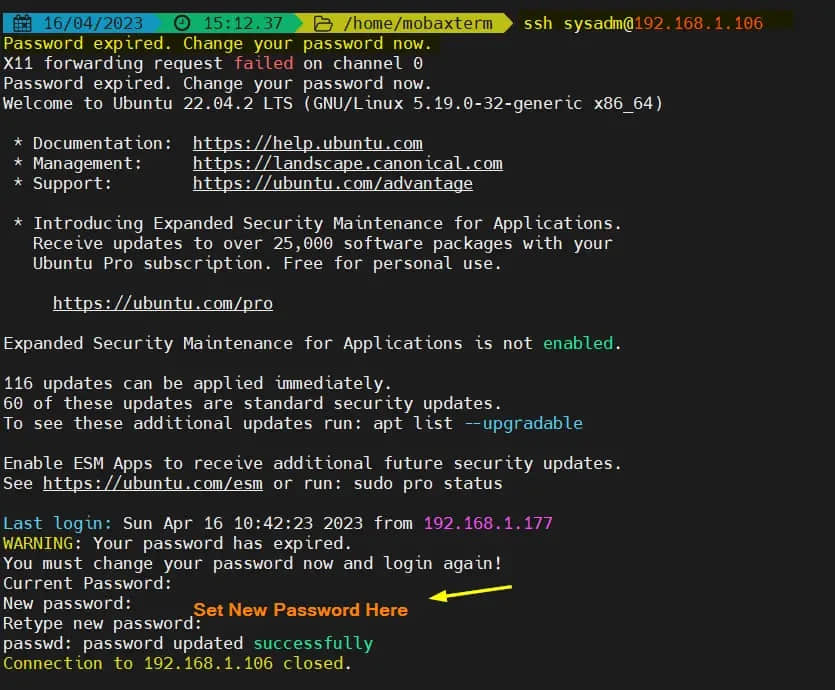 16/04/2023 15:12.37 /home/mobaxterm ssh sysadm@192.168.1.106
Password expired. Change your password now.
X11 forwarding request failed on channel 0
Password expired. Change your password now.
Welcome to Ubuntu 22.04.2 LTS (GNU/Linux 5.19.0-32-generic x86_64)
* Documentation: https://help.ubuntu.com
* Management: https://landscape.canonical.com
* Support: https://ubuntu.com/advantage
* Introducing Expanded Security Maintenance for Applications.
Receive updates to over 25,000 software packages with your
Ubuntu Pro subscription. Free for personal use.
https://ubuntu.com/pro
Expanded Security Maintenance for Applications is not enabled.
116 updates can be applied immediately.
60 of these updates are standard security updates.
To see these additional updates run: apt list --upgradable
Enable ESM Apps to receive additional future security updates.
See https://ubuntu.com/esm or run: sudo pro status
Last login: Sun Apr 16 10:42:23 2023 from 192.168.1.177
WARNING: Your password has expired.
You must change your password now and login again!
Current Password:
New password:
Set New Password Here
Retype new password:
passwd: password updated successfully
Connection to 192.168.1.106 closed.